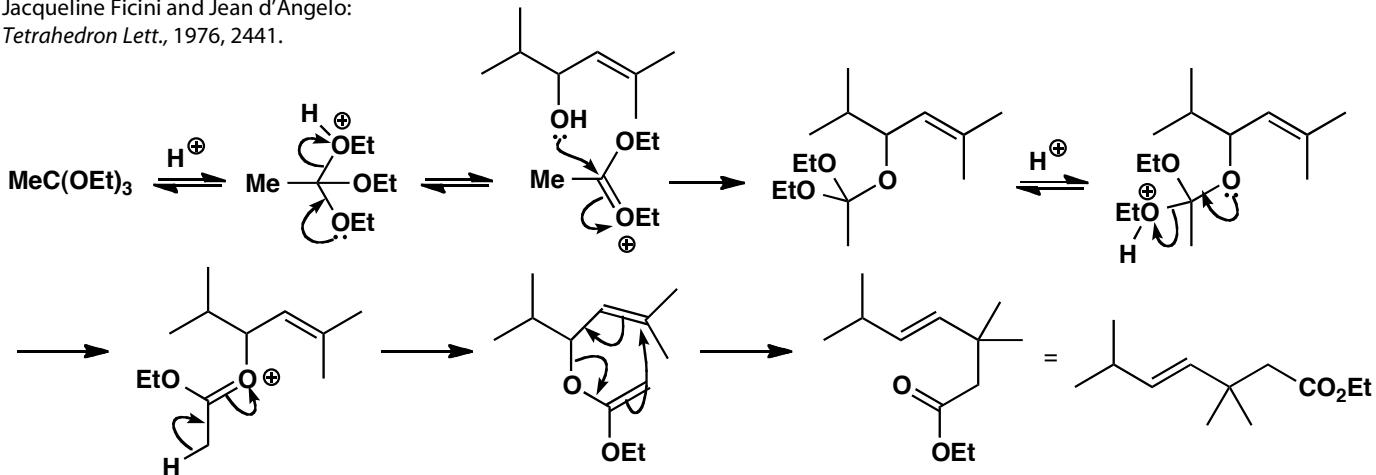 Jacqueline Ficini and Jean d’Angelo:
Tetrahedron Lett., 1976, 2441.
MeC(OEt)₃
H⊕
H
⊕
OEt
Me
OEt
OEt
OH
OEt
Me
OEt
⊕
EtO
EtO
O
H⊕
EtO
O
⊕
EtO
H
EtO
O⊕
H
O
OEt
O
OEt
=
CO₂Et